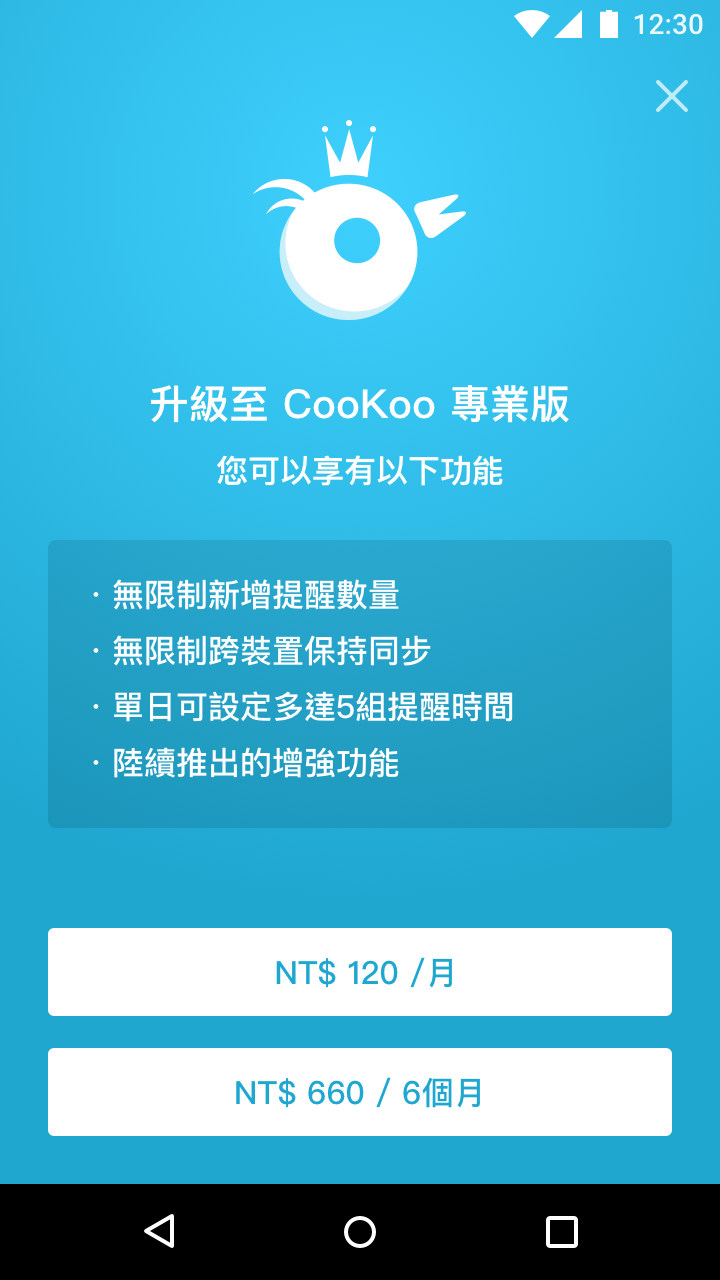 12:30
升級至 CooKoo 專業版
您可以享有以下功能
· 無限制新增提醒數量
· 無限制跨裝置保持同步
· 單日可設定多達5組提醒時間
· 陸續推出的增強功能
NT$ 120 /月
NT$ 660 / 6個月